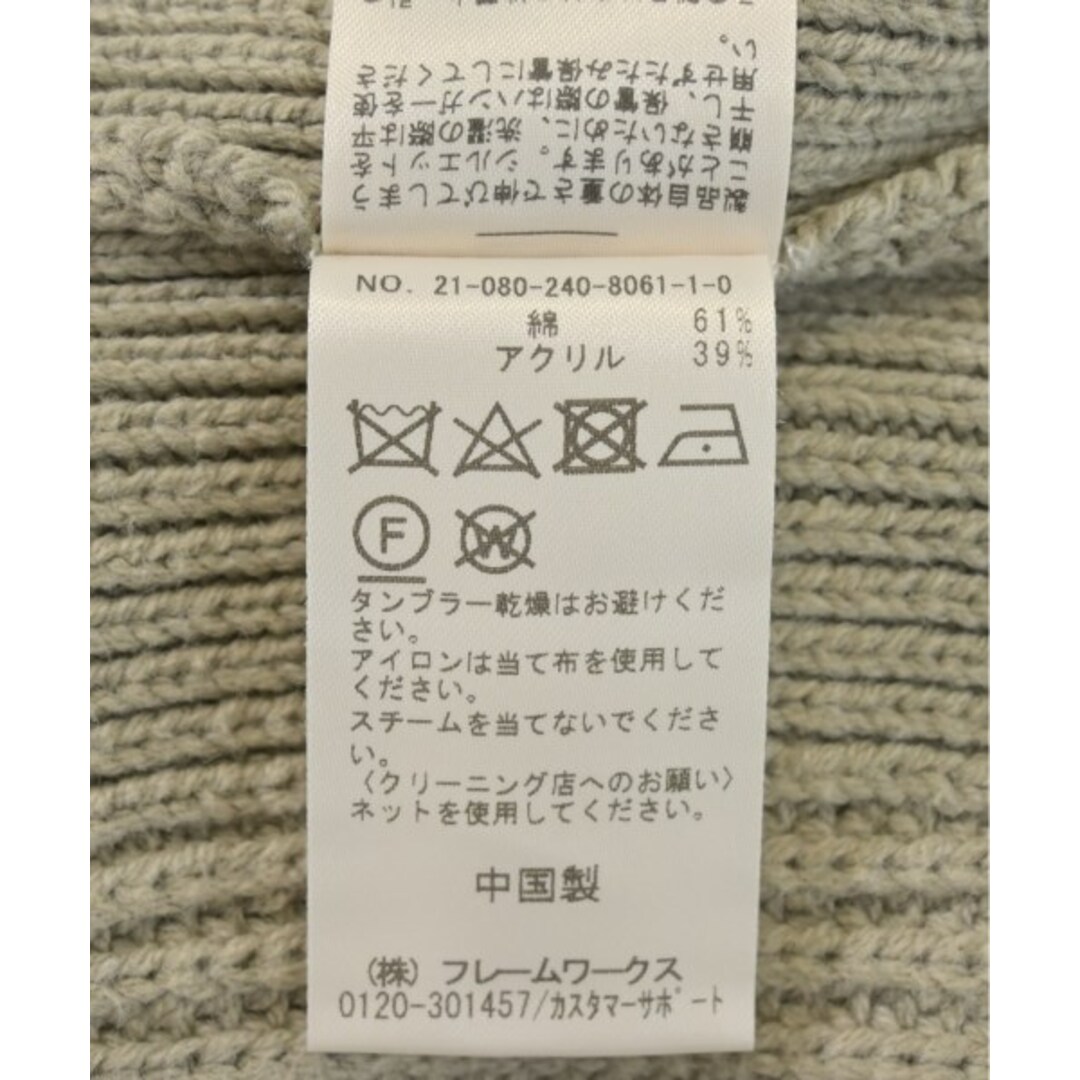 製品自体の重さで伸びてしまう
ことがあります。シルエットを
崩さないために、洗濯の際は平
干し、保管の際はハンガーを使
用せずたたみ保管にしてくださ
い。
NO. 21-080-240-8061-1-0
綿 61%
アクリル 39%
F W
タンブラー乾燥はお避けくだ
さい。
アイロンは当て布を使用して
ください。
スチームを当てないでくださ
い。
〈クリーニング店へのお願い〉
ネットを使用してください。
中国製
(株) フレームワークス
0120-301457/カスタマーサポート